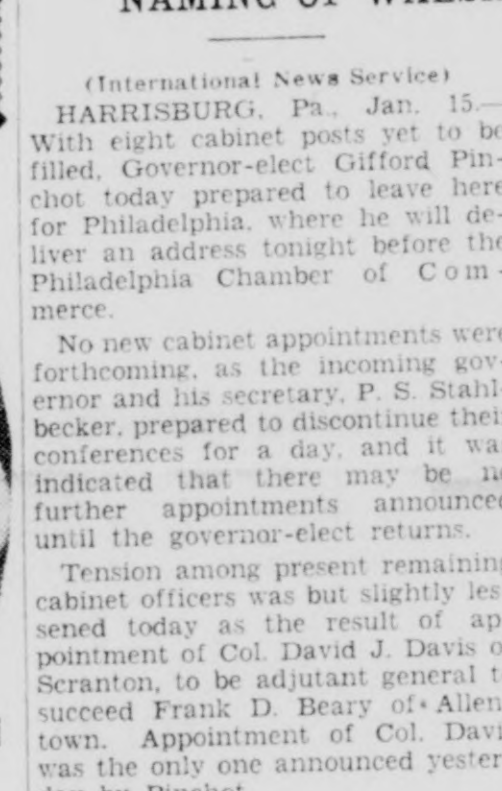 NAMING OF
(International News Service)
HARRISBURG, Pa., Jan. 15.—
With eight cabinet posts yet to be
filled, Governor-elect Gifford Pin-
chot today prepared to leave here
for Philadelphia, where he will de-
liver an address tonight before the
Philadelphia Chamber of Com-
merce.
No new cabinet appointments were
forthcoming, as the incoming gov-
ernor and his secretary, P. S. Stahl-
becker, prepared to discontinue their
conferences for a day, and it wa
indicated that there may be no
further appointments announced
until the governor-elect returns.
Tension among present remaining
cabinet officers was but slightly les-
sened today as the result of ap-
pointment of Col. David J. Davis o
Scranton, to be adjutant general t
succeed Frank D. Beary of Allen-
town. Appointment of Col. Davi
was the only one announced yester-
day by Pinchot